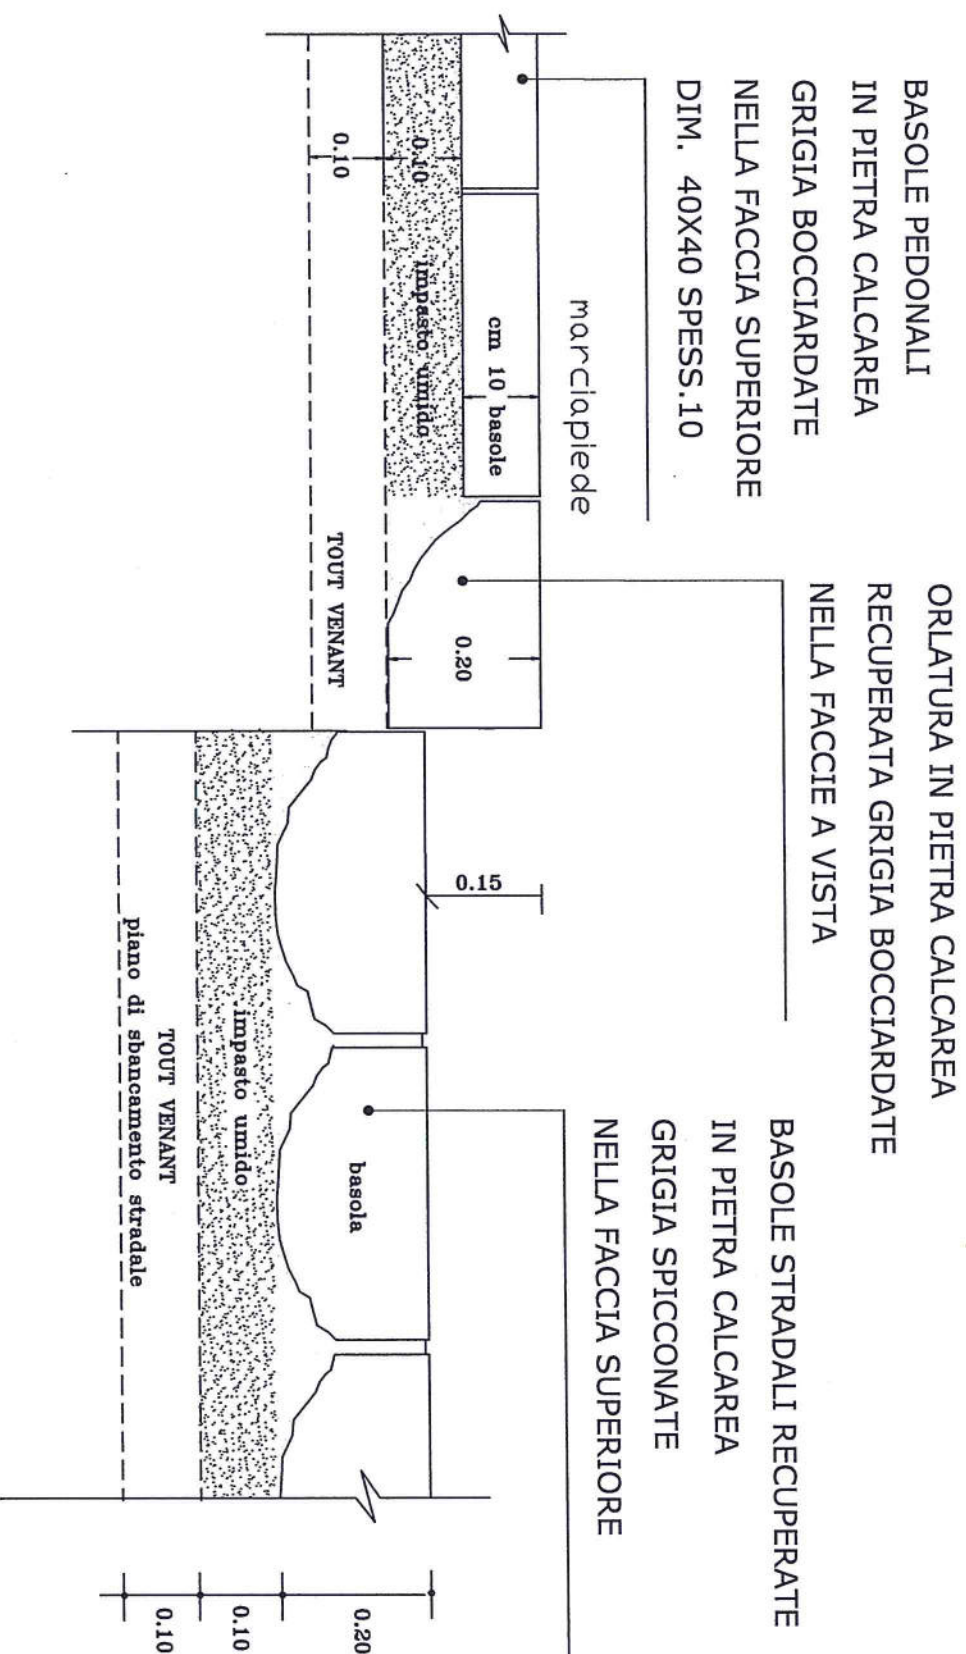 BASOLE PEDONALI
IN PIETRA CALCAREA
GRIGIA BOCCIARDATE
NELLA FACCIA SUPERIORE
DIM. 40X40 SPESS.10
ORLATURA IN PIETRA CALCAREA
RECUPERATA GRIGIA BOCCIARDATE
NELLA FACCIE A VISTA
BASOLE STRADALI RECUPERATE
IN PIETRA CALCAREA
GRIGIA SPICCONATE
NELLA FACCIA SUPERIORE
marciapiede
cm 10 basole
0.10
impasto umido
0.10
TOUT VENANT
0.20
0.15
basola
impasto umido
TOUT VENANT
piano di sbancamento stradale
0.20
0.10
0.10